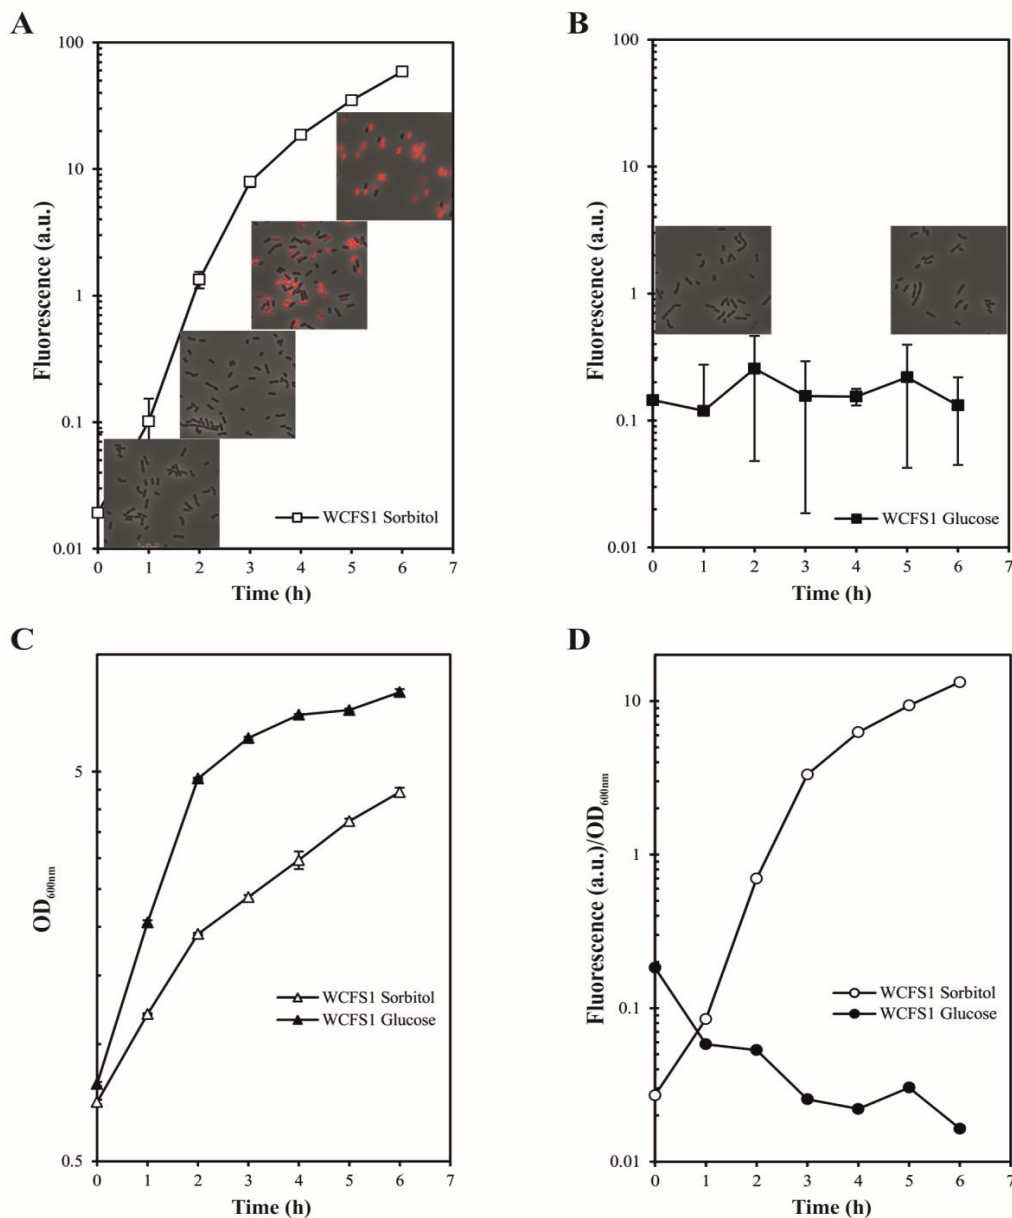 A
100
10
1
0.1
0.01
Fluorescence (a.u.)
WCFS1 Sorbitol
0 1 2 3 4 5 6 7
Time (h)
B
100
10
1
0.1
0.01
Fluorescence (a.u.)
WCFS1 Glucose
0 1 2 3 4 5 6 7
Time (h)
C
5
0.5
OD600nm
WCFS1 Sorbitol
WCFS1 Glucose
0 1 2 3 4 5 6 7
Time (h)
D
10
1
0.1
0.01
Fluorescence (a.u.)/OD600nm
WCFS1 Sorbitol
WCFS1 Glucose
0 1 2 3 4 5 6 7
Time (h)